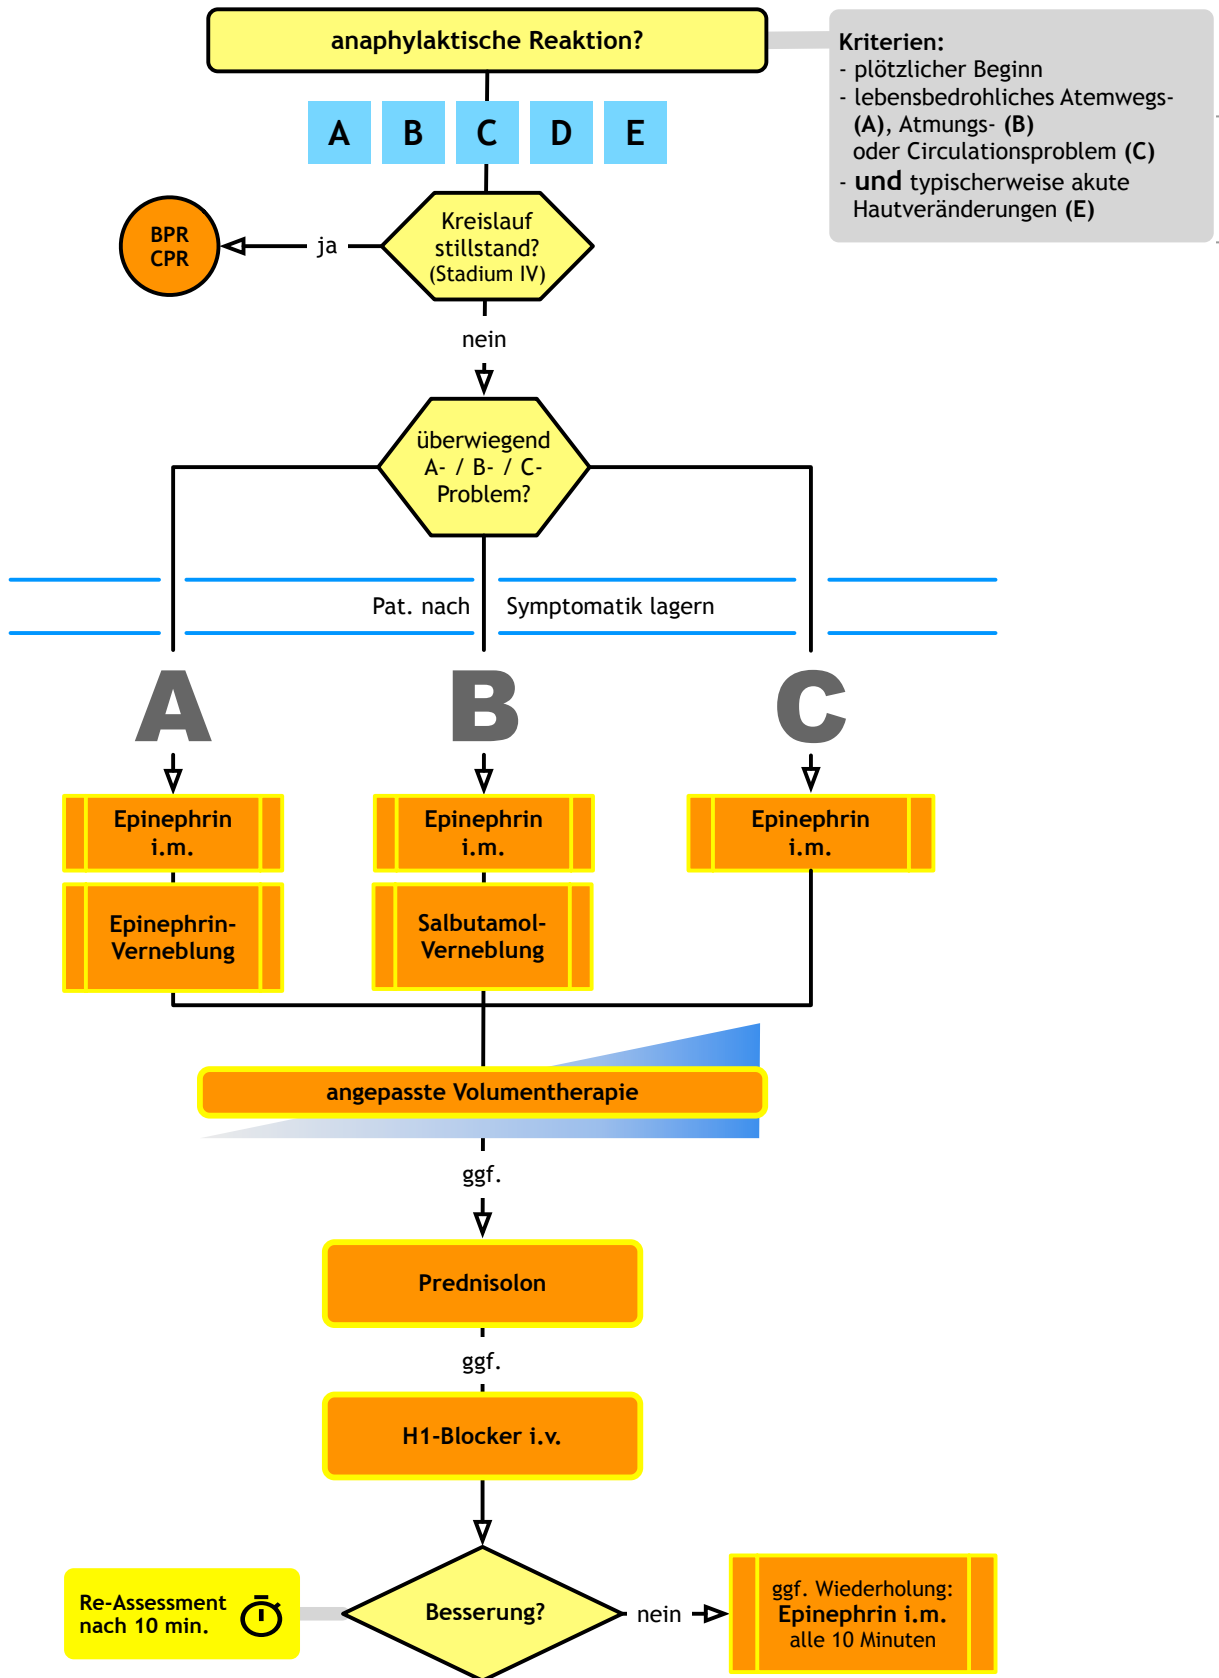 anaphylaktische Reaktion?
Kriterien:
- plötzlicher Beginn
- lebensbedrohliches Atemwegs-
(A), Atmungs- (B)
oder Circulationsproblem (C)
- und typischerweise akute
Hautveränderungen (E)
A B C D E
Kreislauf
stillstand?
(Stadium IV)
ja
BPR
CPR
nein
überwiegend
A- / B- / C-
Problem?
Pat. nach Symptomatik lagern
A B C
Epinephrin
i.m.
Epinephrin-
Verneblung
Epinephrin
i.m.
Salbutamol-
Verneblung
Epinephrin
i.m.
angepasste Volumentherapie
ggf.
Prednisolon
ggf.
H1-Blocker i.v.
Re-Assessment
nach 10 min.
Besserung?
nein
ggf. Wiederholung:
Epinephrin i.m.
alle 10 Minuten